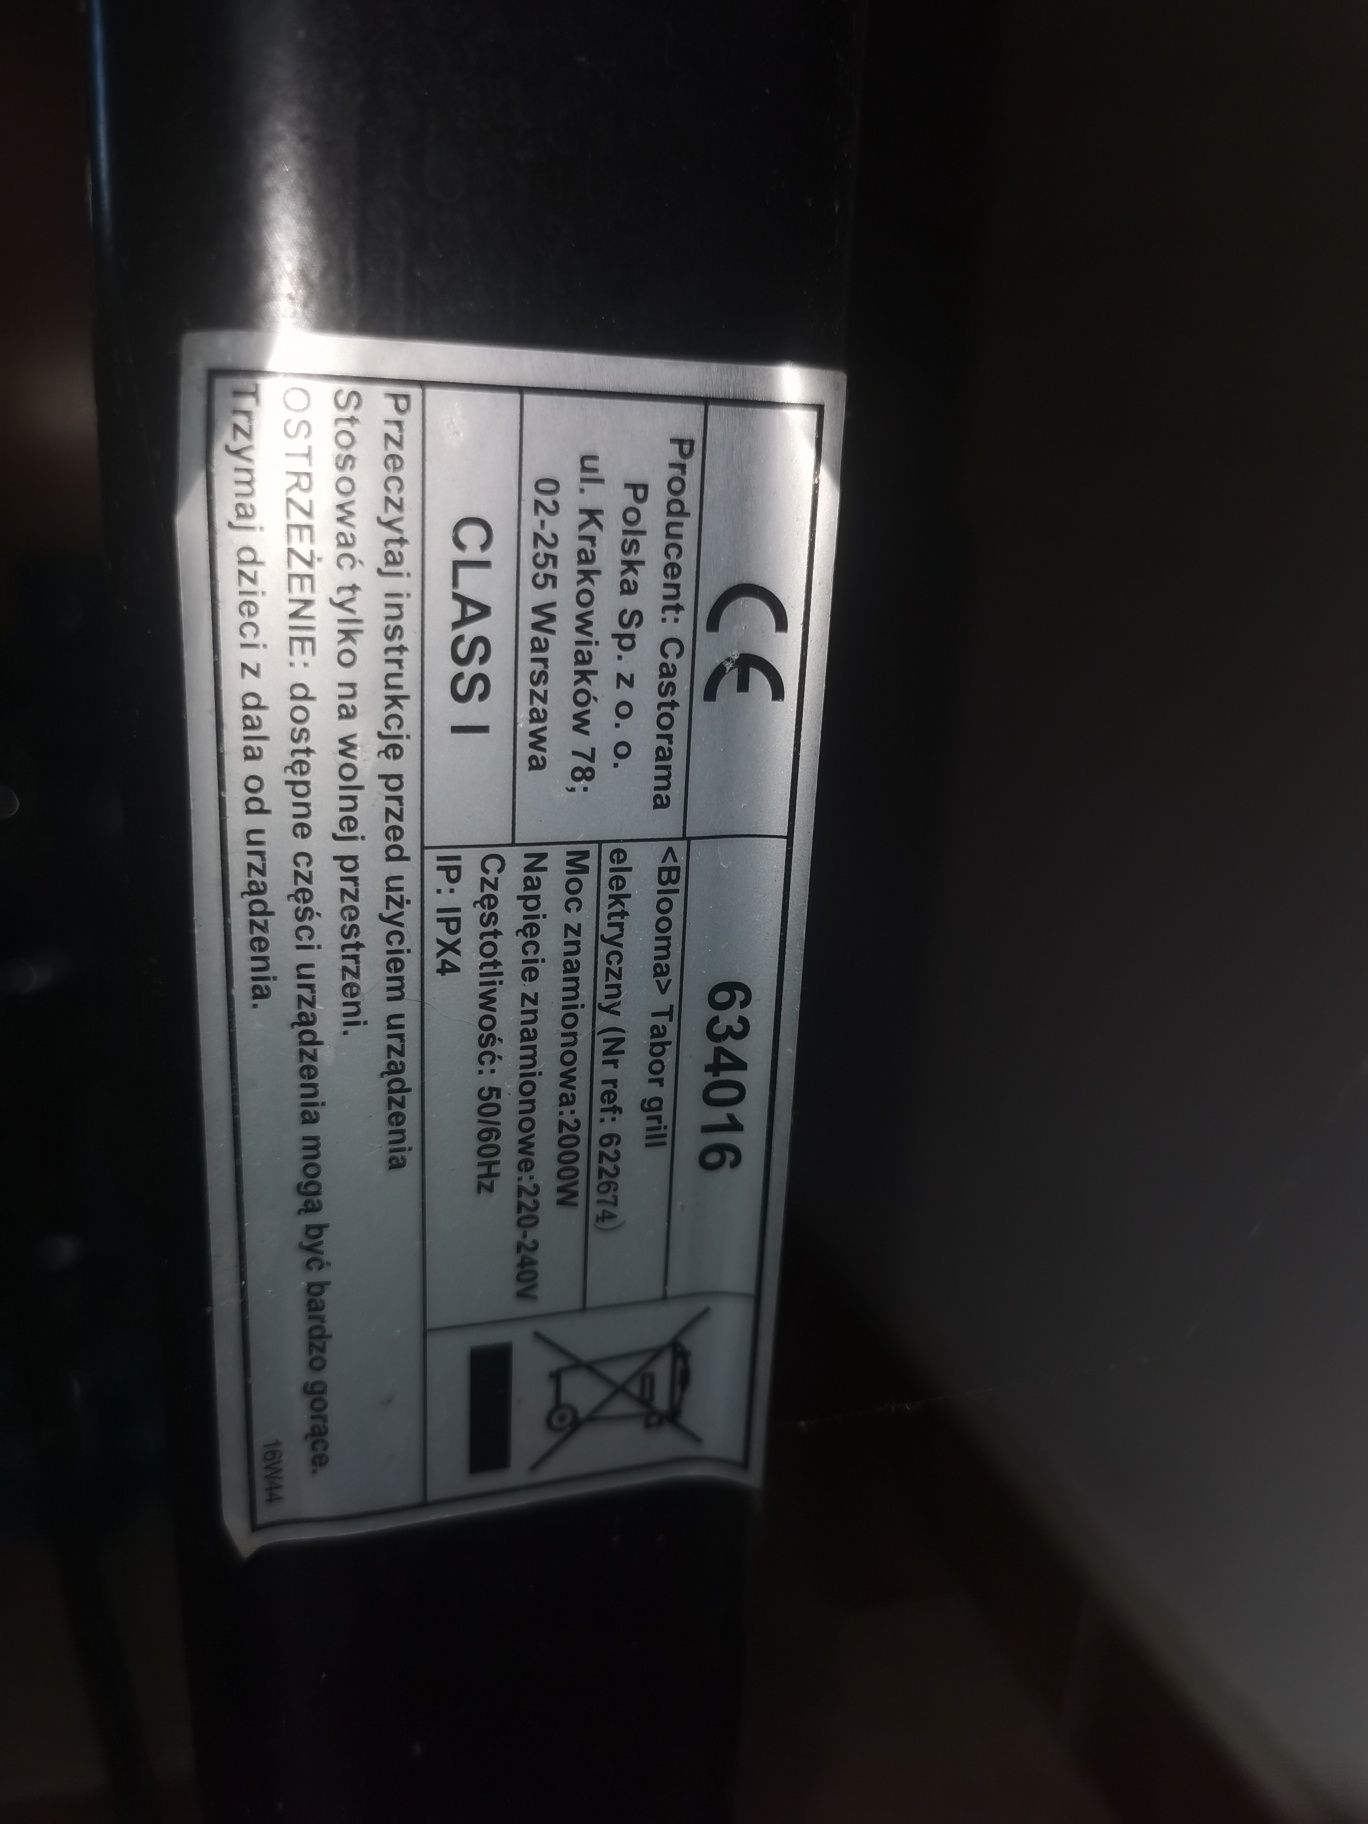 CE
Producent: Castorama
Polska Sp. z o. o.
ul. Krakowiaków 78;
02-255 Warszawa
CLASS I
634016
<Blooma> Tabor grill
elektryczny (Nr ref: 622674)
Moc znamionowa:2000W
Napięcie znamionowe:220-240V
Częstotliwość: 50/60Hz
IP: IPX4
Przeczytaj instrukcję przed użyciem urządzenia
Stosować tylko na wolnej przestrzeni.
OSTRZEŻENIE: dostępne części urządzenia mogą być bardzo gorące.
Trzymaj dzieci z dala od urządzenia.
16W44